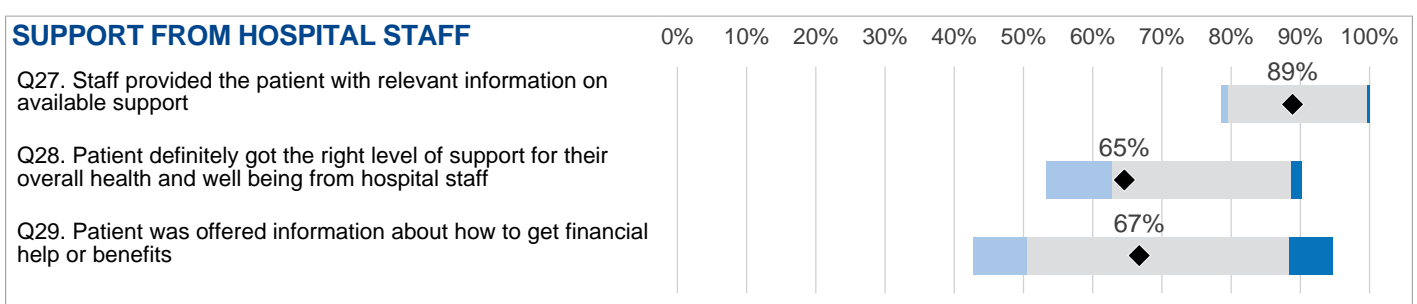 SUPPORT FROM HOSPITAL STAFF 0% 10% 20% 30% 40% 50% 60% 70% 80% 90% 100%
Q27. Staff provided the patient with relevant information on
available support
89%
Q28. Patient definitely got the right level of support for their
overall health and well being from hospital staff
65%
Q29. Patient was offered information about how to get financial
help or benefits
67%